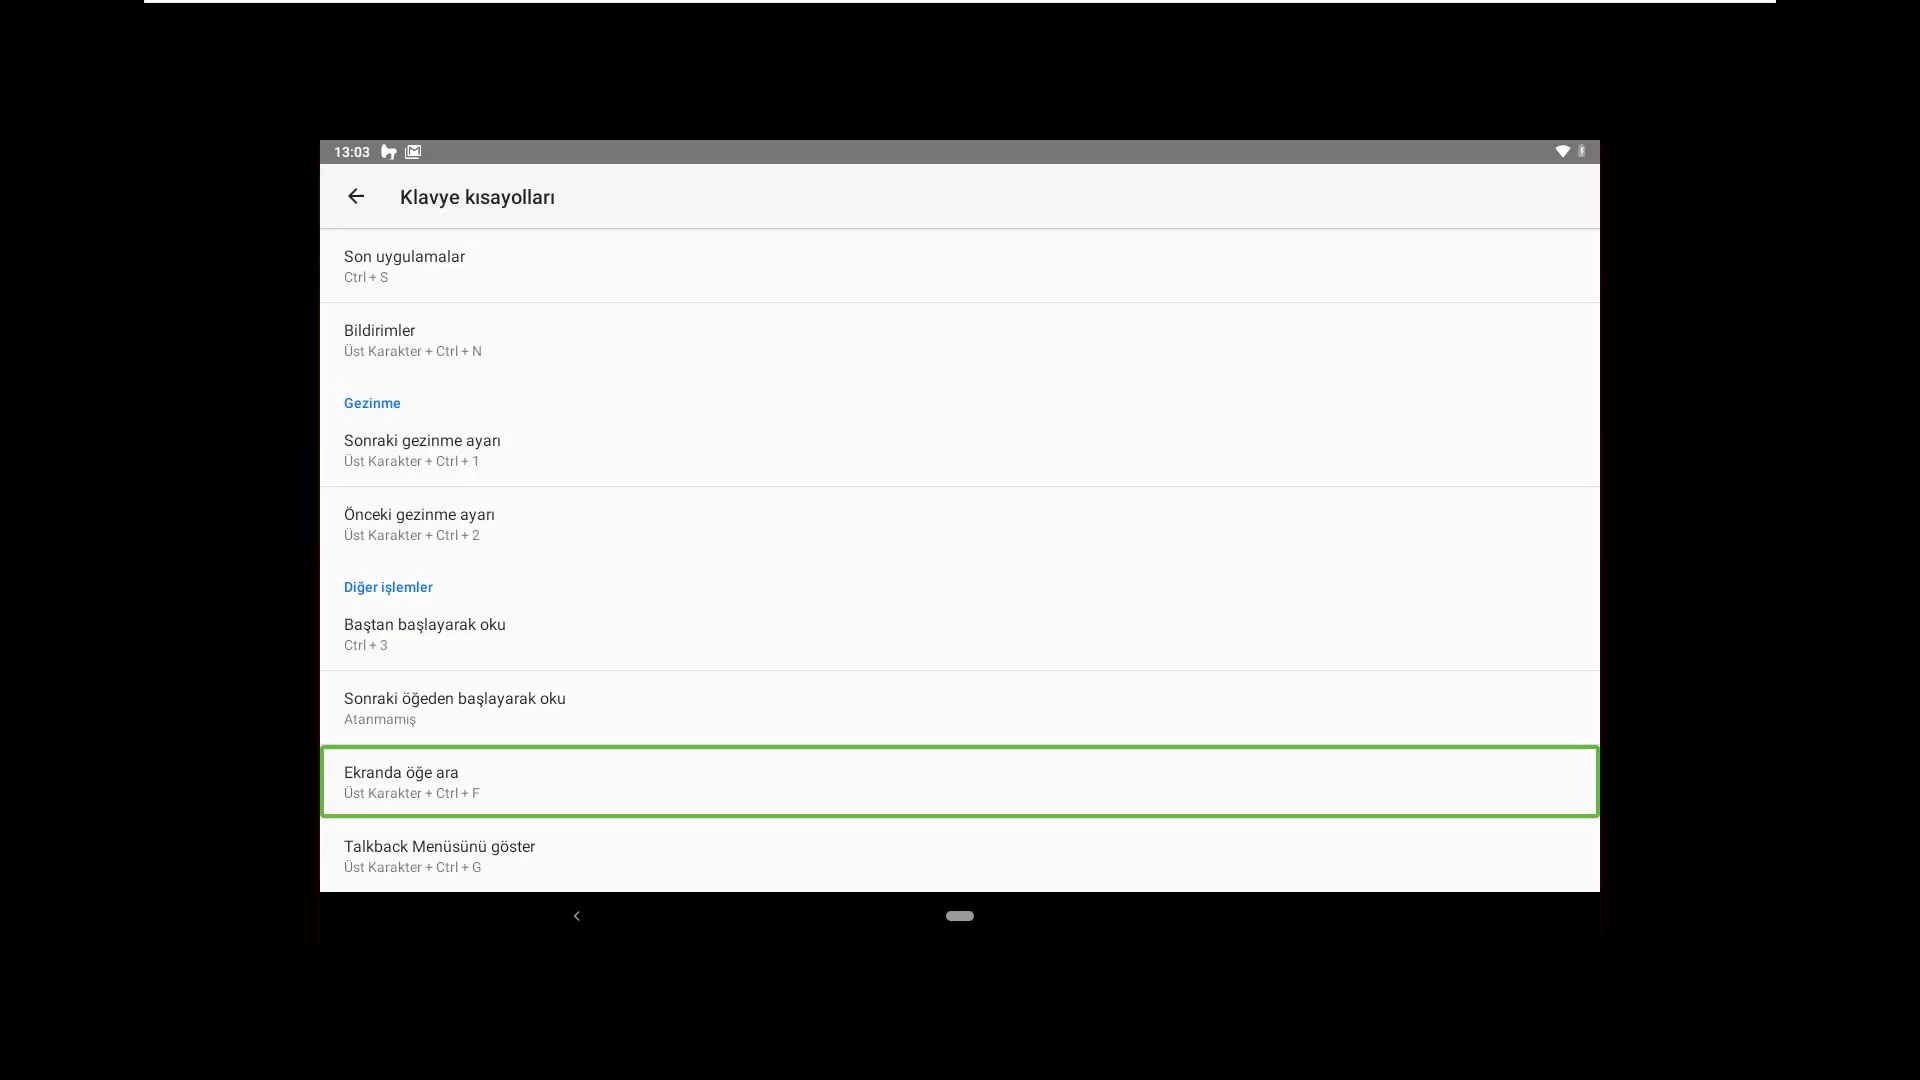 13:03
Klavye kısayolları
Son uygulamalar
Ctrl + S
Bildirimler
Üst Karakter + Ctrl + N
Gezinme
Sonraki gezinme ayarı
Üst Karakter + Ctrl + 1
Önceki gezinme ayarı
Üst Karakter + Ctrl + 2
Diğer işlemler
Baştan başlayarak oku
Ctrl + 3
Sonraki öğeden başlayarak oku
Atanmamış
Ekranda öğe ara
Üst Karakter + Ctrl + F
Talkback Menüsünü göster
Üst Karakter + Ctrl + G